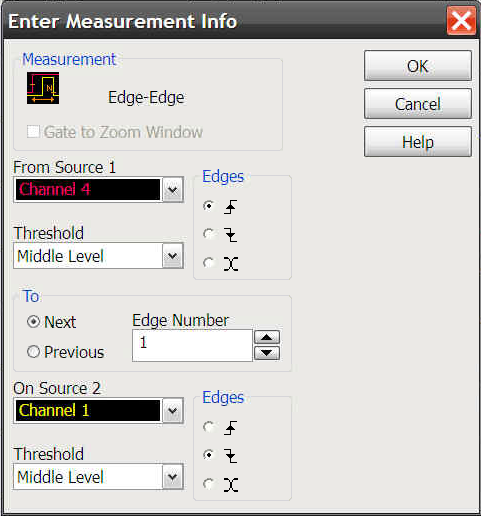 Enter Measurement Info
Measurement
N
Edge-Edge
Gate to Zoom Window
OK
Cancel
Help
From Source 1
Channel 4
Edges
Threshold
Middle Level
To
Next
Previous
Edge Number
1
On Source 2
Channel 1
Edges
Threshold
Middle Level